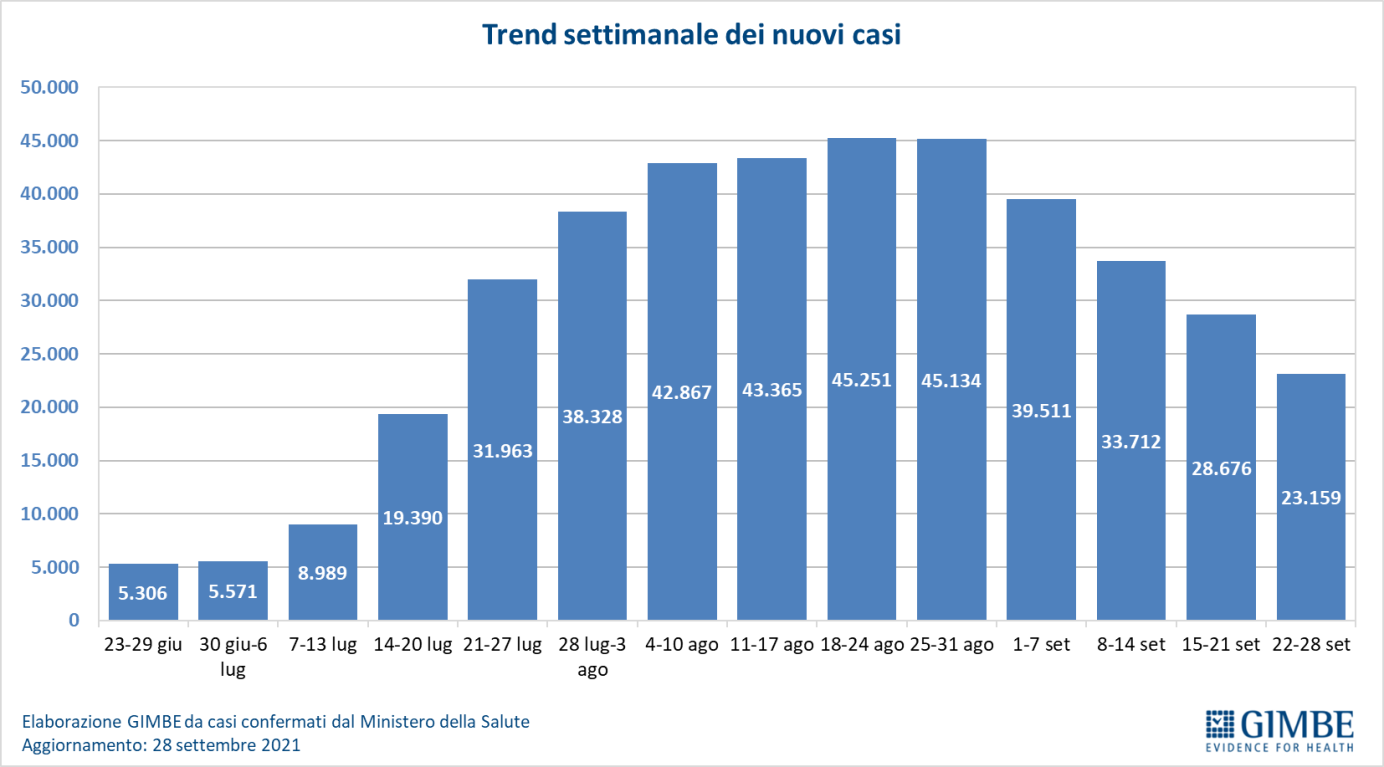 Trend settimanale dei nuovi casi
50.000
45.000
40.000
35.000
30.000
25.000
20.000
15.000
10.000
5.000
0
5.306
5.571
8.989
19.390
31.963
38.328
42.867
43.365
45.251
45.134
39.511
33.712
28.676
23.159
23-29 giu
30 giu-6
lug
7-13 lug
14-20 lug
21-27 lug
28 lug-3
ago
4-10 ago
11-17 ago
18-24 ago
25-31 ago
1-7 set
8-14 set
15-21 set
22-28 set
Elaborazione GIMBE da casi confermati dal Ministero della Salute
Aggiornamento: 28 settembre 2021
GIMBE
EVIDENCE FOR HEALTH